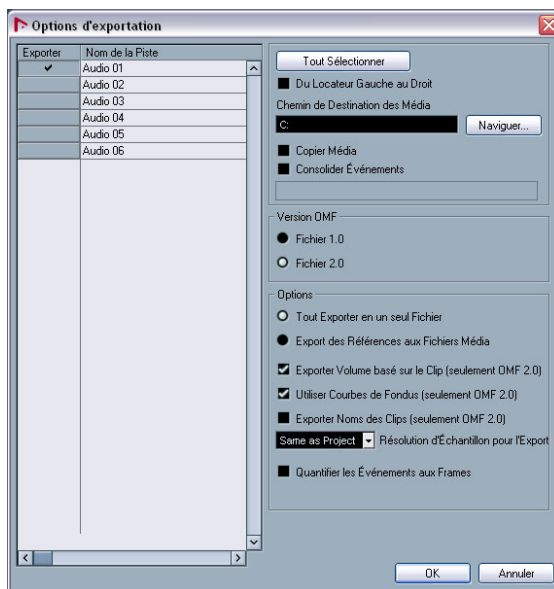 Options d'exportation
Exporter Nom de la Piste
Audio 01
Audio 02
Audio 03
Audio 04
Audio 05
Audio 06
Tout Sélectionner
Du Locateur Gauche au Droit
Chemin de Destination des Média
C:
Naviguer...
Copier Média
Consolider Événements
Version OMF
Fichier 1.0
Fichier 2.0
Options
Tout Exporter en un seul Fichier
Export des Références aux Fichiers Média
Exporter Volume basé sur le Clip (seulement OMF 2.0)
Utiliser Courbes de Fondus (seulement OMF 2.0)
Exporter Noms des Clips (seulement OMF 2.0)
Same as Project Résolution d'Échantillon pour l'Export
Quantifier les Événements aux Frames
OK Annuler